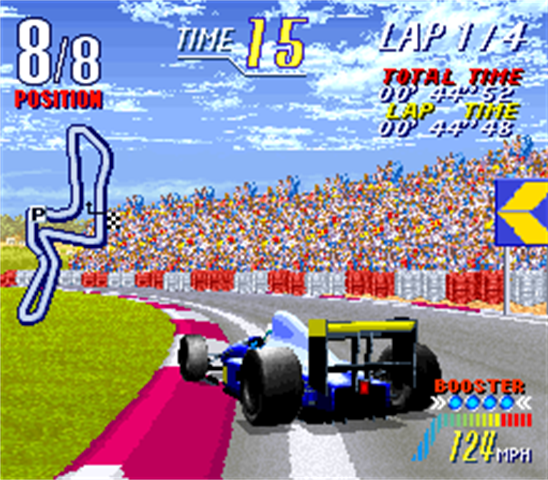 8/8
POSITION
TIME 15
LAP 1/4
TOTAL TIME
00' 44" 52
LAP TIME
00' 44" 48
P
BOOSTER
124 MPH